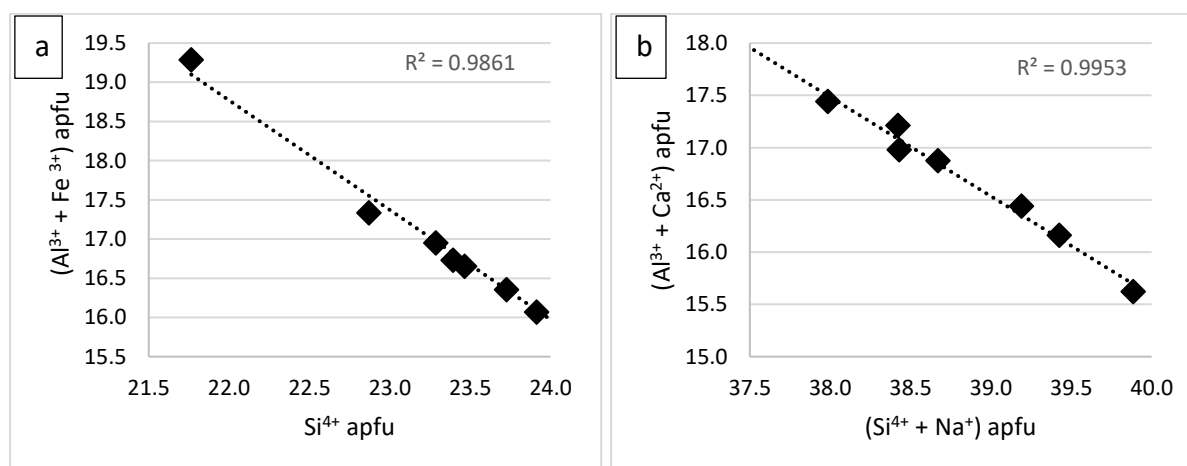 a
R² = 0.9861
(Al³⁺ + Fe ³⁺) apfu
19.5
19.0
18.5
18.0
17.5
17.0
16.5
16.0
15.5
21.5 22.0 22.5 23.0 23.5 24.0
Si⁴⁺ apfu
b
R² = 0.9953
(Al³⁺ + Ca²⁺) apfu
18.0
17.5
17.0
16.5
16.0
15.5
15.0
37.5 38.0 38.5 39.0 39.5 40.0
(Si⁴⁺ + Na⁺) apfu